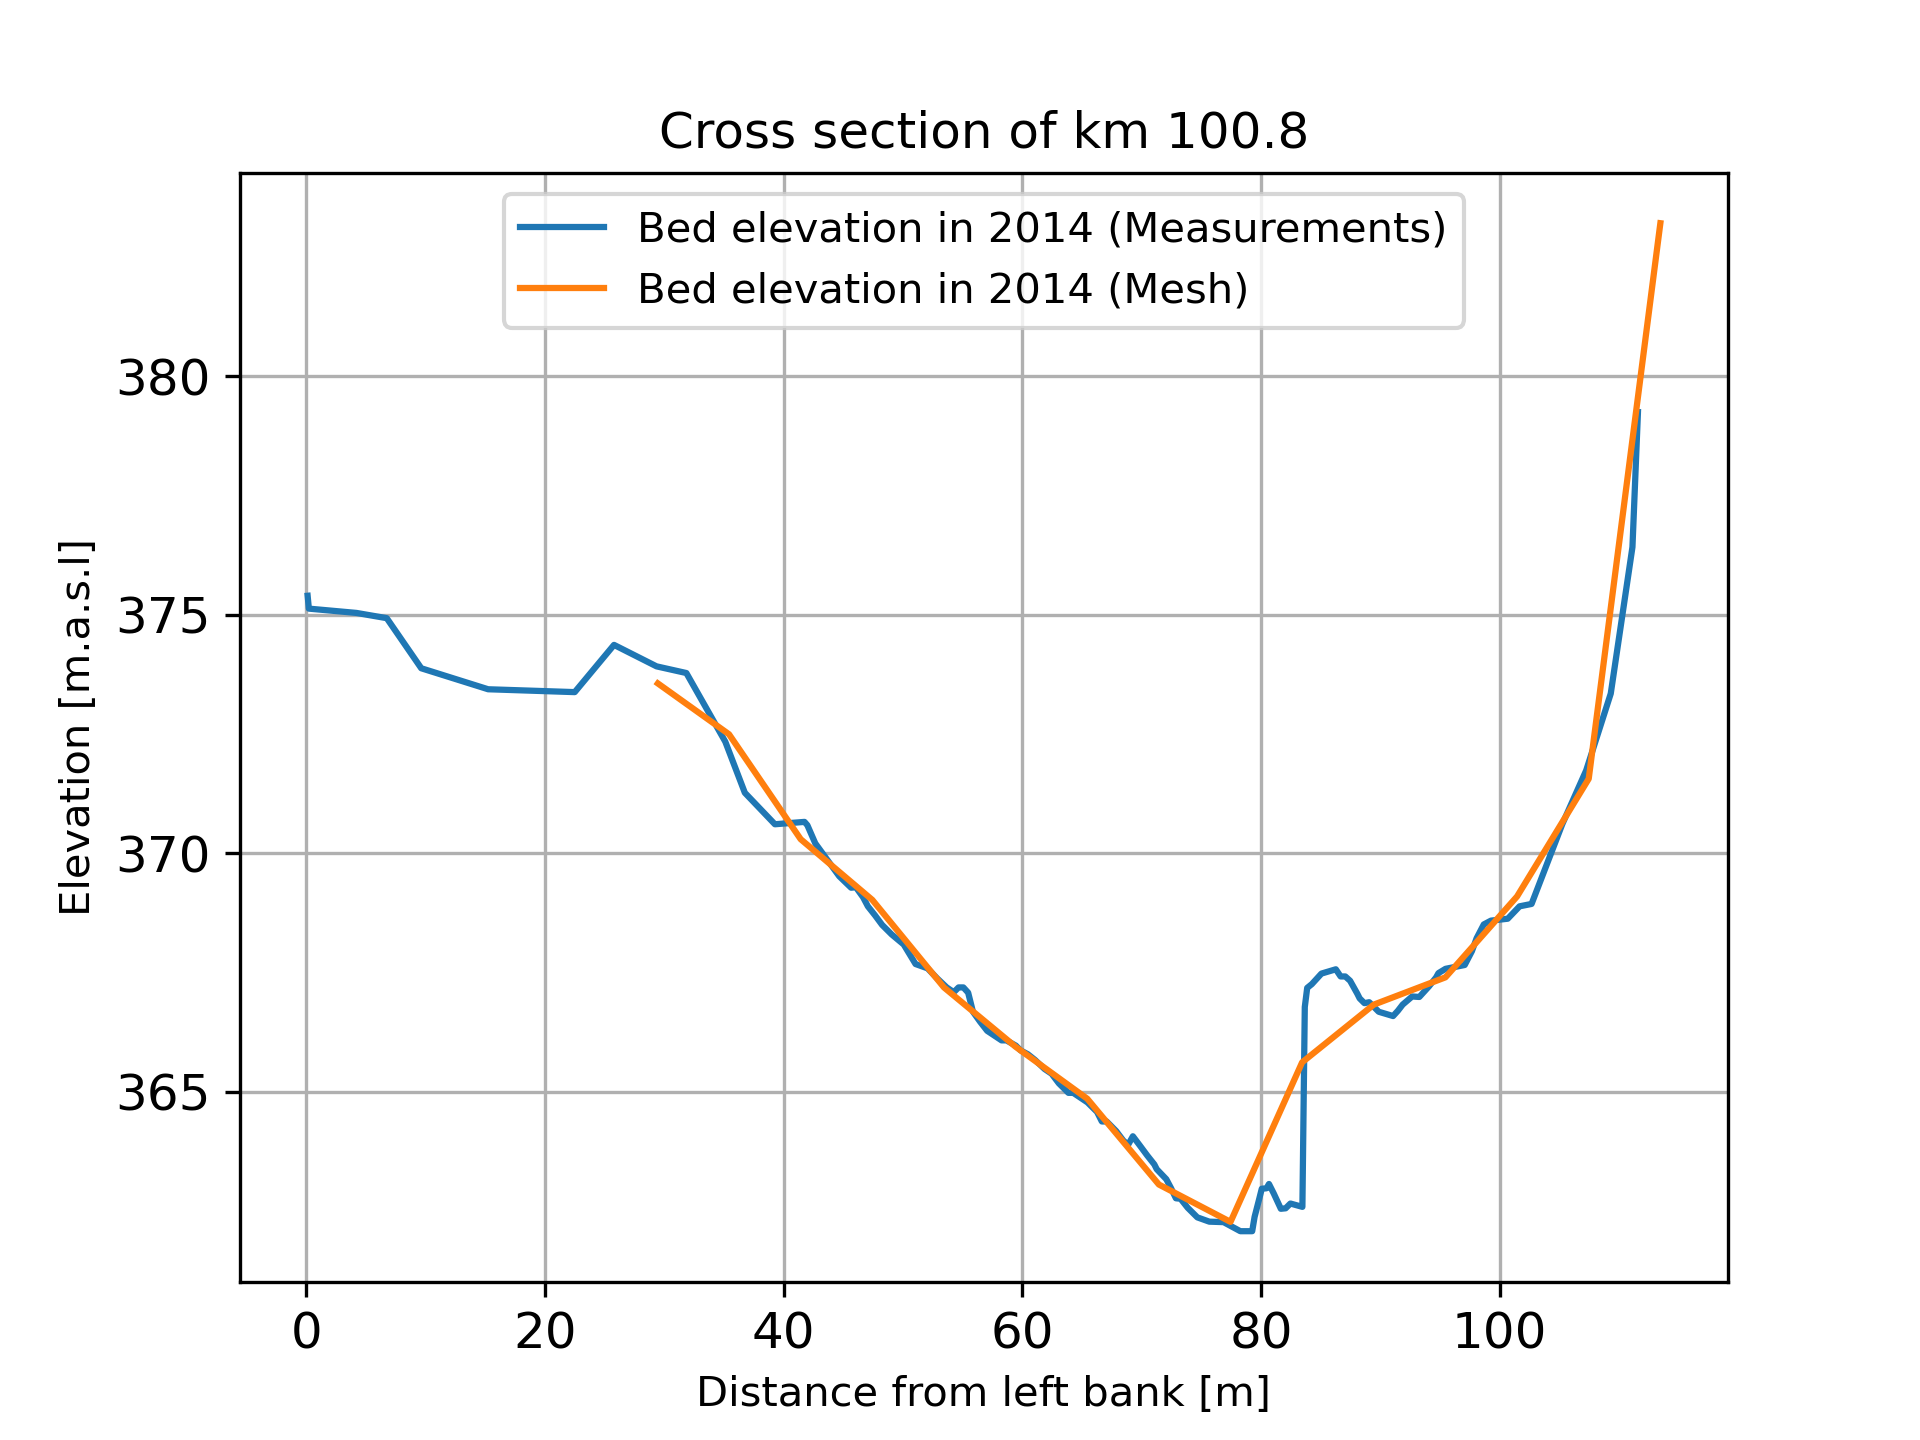 Cross section of km 100.8
Bed elevation in 2014 (Measurements)
Bed elevation in 2014 (Mesh)
380
375
370
365
Elevation [m.a.s.l]
0 20 40 60 80 100
Distance from left bank [m]